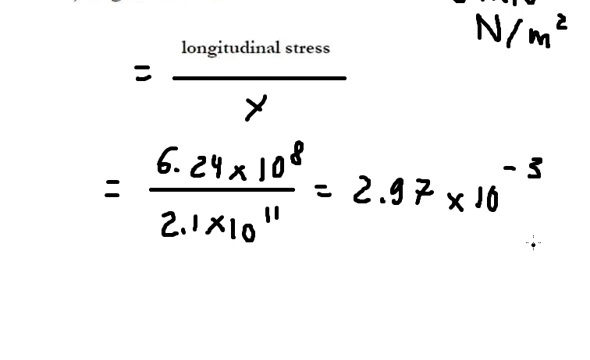 N/m²
= longitudinal stress / Y
= 6.24 x 10⁸ / 2.1 x 10¹¹ = 2.97 x 10⁻³